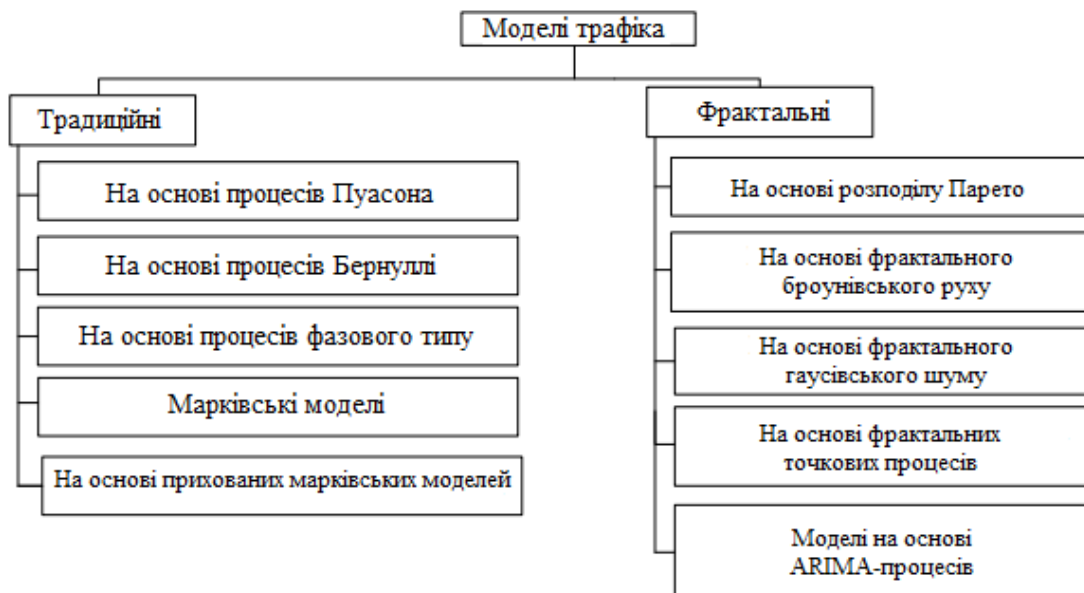 Моделі трафіка
Традиційні
На основі процесів Пуасона
На основі процесів Бернуллі
На основі процесів фазового типу
Марківські моделі
На основі прихованих марківських моделей
Фрактальні
На основі розподілу Парето
На основі фрактального
броунівського руху
На основі фрактального
гаусівського шуму
На основі фрактальних
точкових процесів
Моделі на основі
ARIMA-процесів